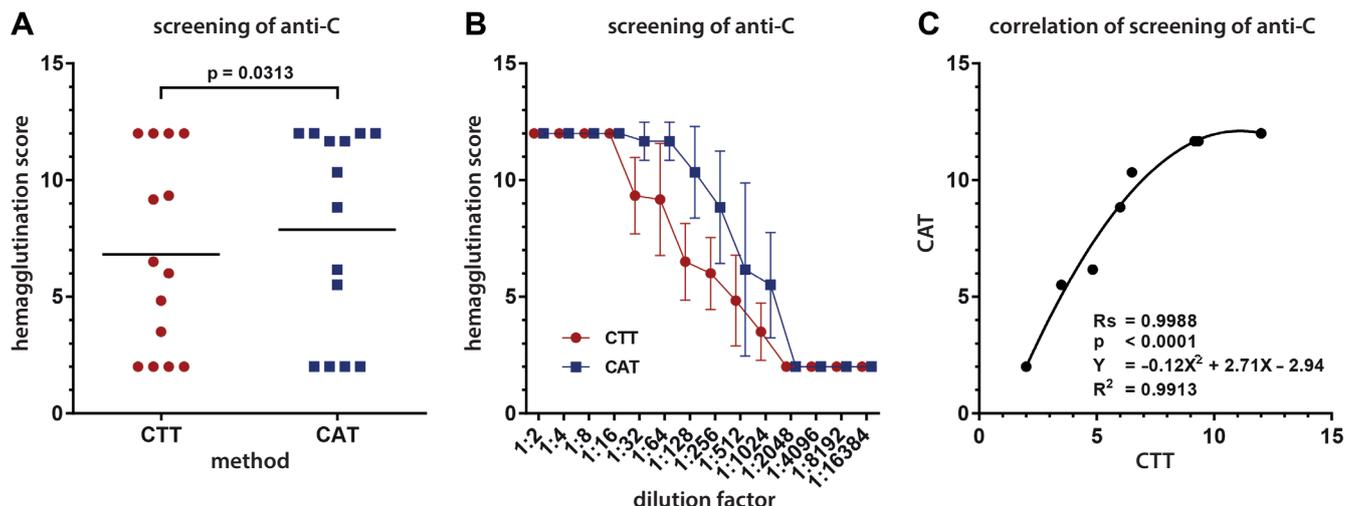 A
screening of anti-C
15
10
5
0
hemagglutination score
p = 0.0313
CTT
CAT
method
B
screening of anti-C
15
10
5
0
hemagglutination score
CTT
CAT
1:2
1:4
1:8
1:16
1:32
1:64
1:128
1:256
1:512
1:1024
1:2048
1:4096
1:8192
1:16384
dilution factor
C
correlation of screening of anti-C
15
10
5
0
CAT
Rs = 0.9988
p < 0.0001
Y = -0.12X² + 2.71X – 2.94
R² = 0.9913
0
5
10
15
CTT